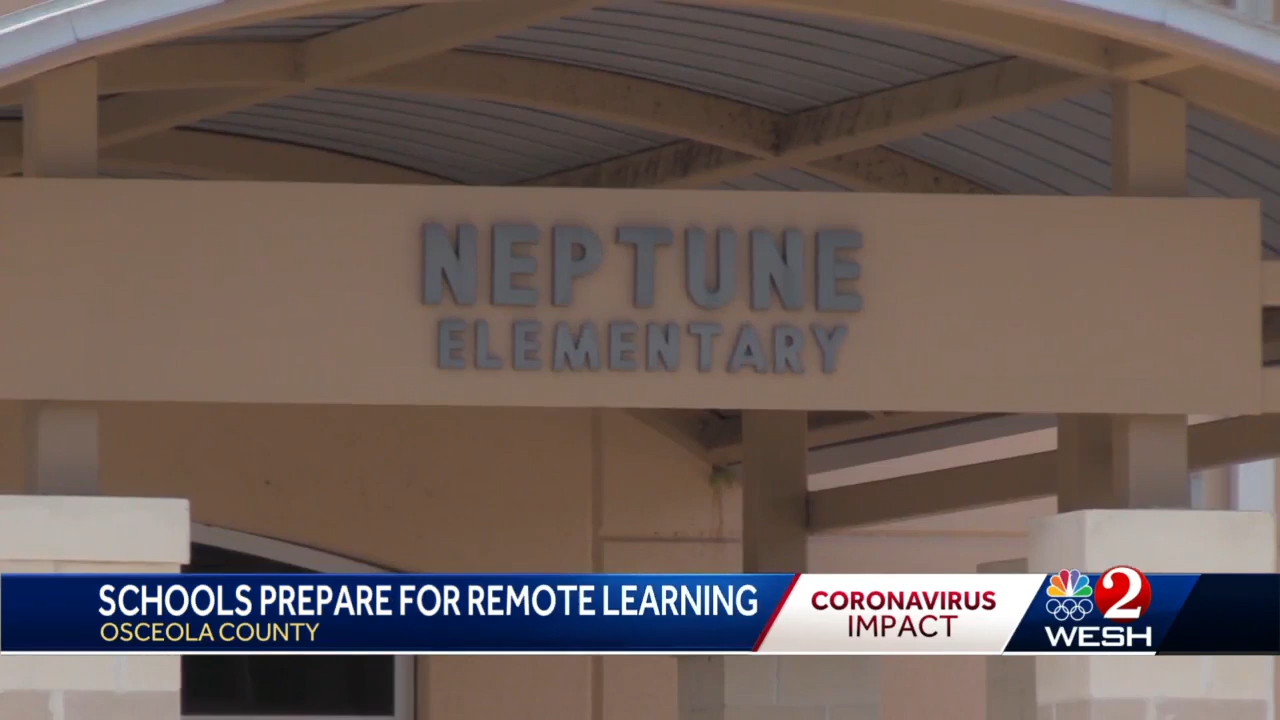 NEPTUNE
ELEMENTARY
SCHOOLS PREPARE FOR REMOTE LEARNING
OSCEOLA COUNTY
CORONAVIRUS
IMPACT
2
WESH